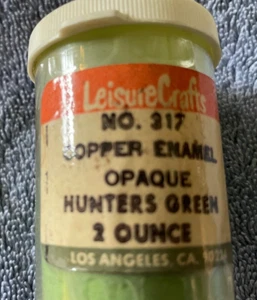 LeisureCrafts
NO. 317
COPPER ENAMEL
OPAQUE
HUNTERS GREEN
2 OUNCE
LOS ANGELES, CA.